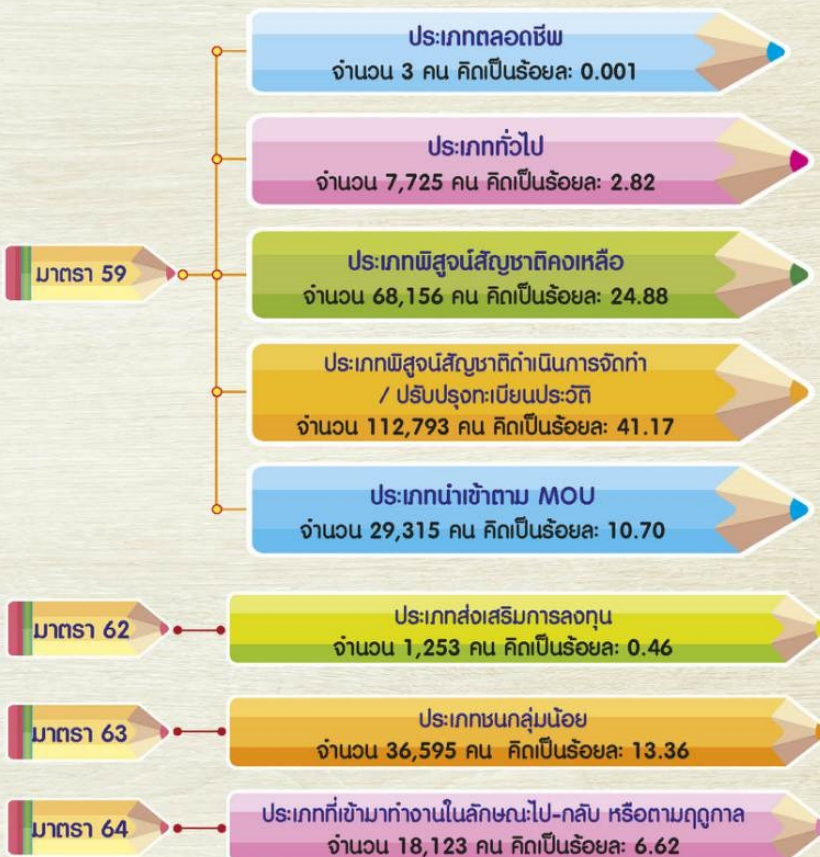 มาตรา 59
ประเภทตลอดชีพ
จำนวน 3 คน คิดเป็นร้อยละ 0.001
ประเภททั่วไป
จำนวน 7,725 คน คิดเป็นร้อยละ 2.82
ประเภทพิสูจน์สัญชาติคงเหลือ
จำนวน 68,156 คน คิดเป็นร้อยละ 24.88
ประเภทพิสูจน์สัญชาติดำเนินการจัดทำ
/ ปรับปรุงทะเบียนประวัติ
จำนวน 112,793 คน คิดเป็นร้อยละ 41.17
ประเภทนำเข้าตาม MOU
จำนวน 29,315 คน คิดเป็นร้อยละ 10.70
มาตรา 62
ประเภทส่งเสริมการลงทุน
จำนวน 1,253 คน คิดเป็นร้อยละ 0.46
มาตรา 63
ประเภทชนกลุ่มน้อย
จำนวน 36,595 คน คิดเป็นร้อยละ 13.36
มาตรา 64
ประเภทที่เข้ามาทำงานในลักษณะไป-กลับ หรือตามฤดูกาล
จำนวน 18,123 คน คิดเป็นร้อยละ 6.62